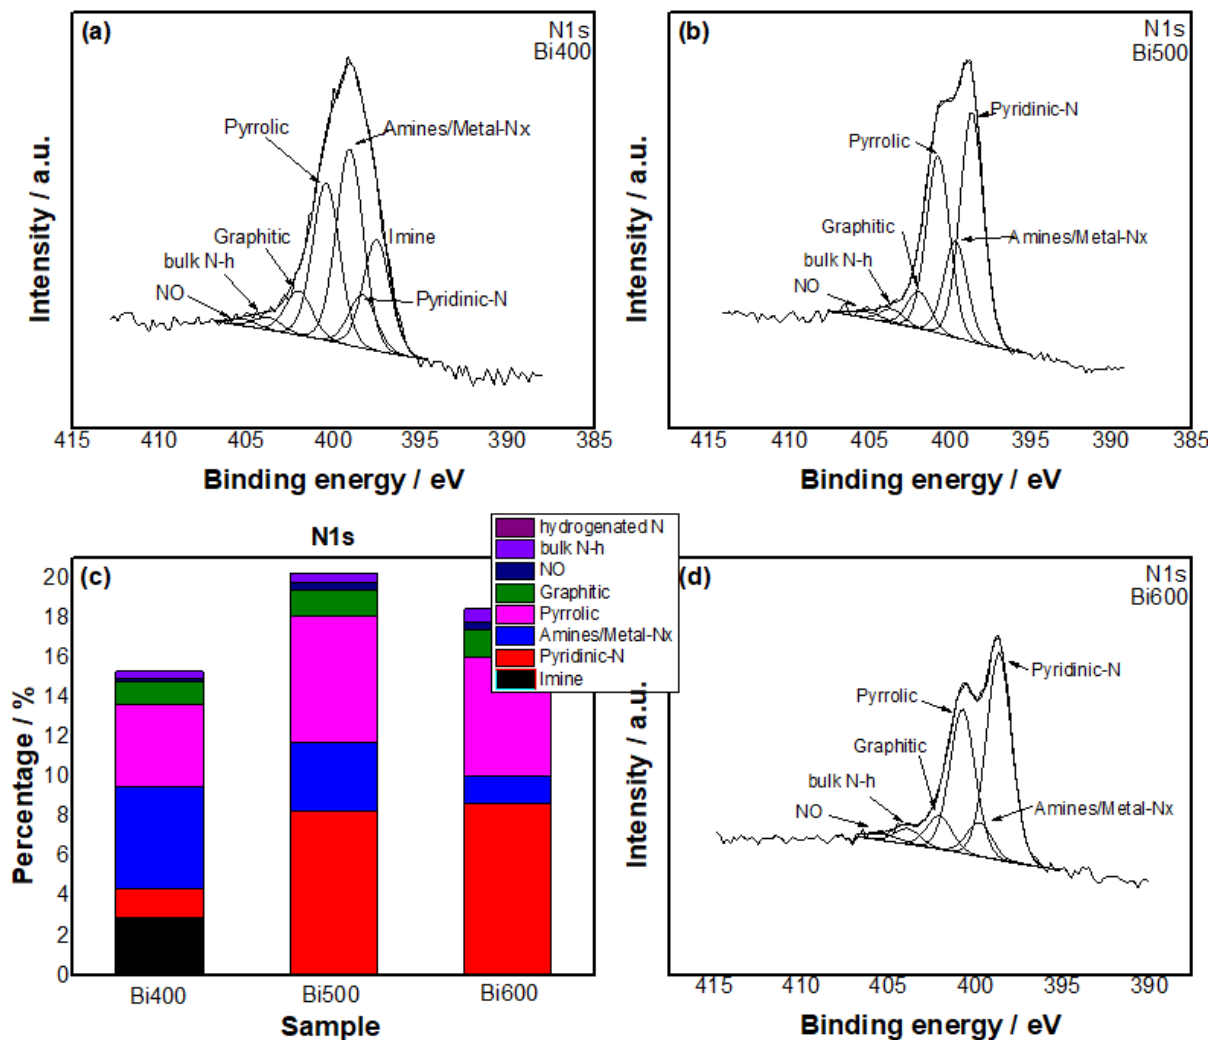 (a)
N1s
Bi400
Pyrrolic
Amines/Metal-Nx
Graphitic
Imine
bulk N-h
NO
Pyridinic-N
Intensity / a.u.
415 410 405 400 395 390 385
Binding energy / eV
(b)
N1s
Bi500
Pyridinic-N
Pyrrolic
Graphitic
Amines/Metal-Nx
bulk N-h
NO
Intensity / a.u.
415 410 405 400 395 390 385
Binding energy / eV
N1s
(c)
hydrogenated N
bulk N-h
NO
Graphitic
Pyrrolic
Amines/Metal-Nx
Pyridinic-N
Imine
20
18
16
14
12
10
8
6
4
2
0
Percentage / %
Bi400 Bi500 Bi600
Sample
(d)
N1s
Bi600
Pyridinic-N
Pyrrolic
Graphitic
bulk N-h
NO
Amines/Metal-Nx
Intensity / a.u.
415 410 405 400 395 390
Binding energy / eV